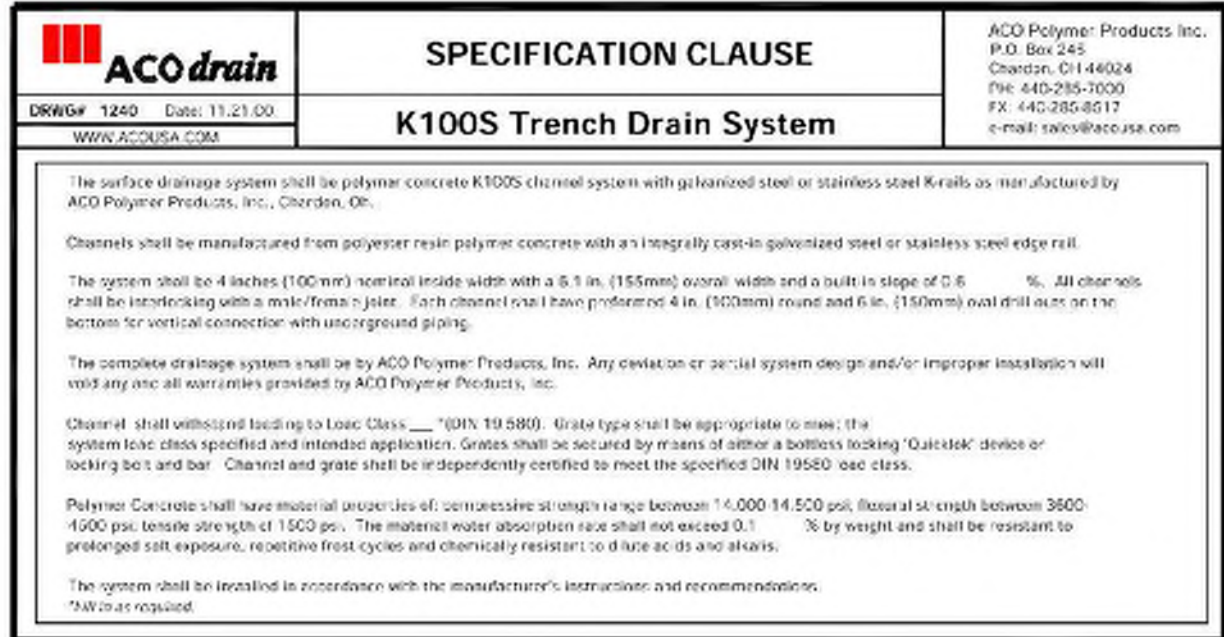 ACO drain
DRWG# 1240 Date: 11.21.00
WWW.ACOUSA.COM
SPECIFICATION CLAUSE
K100S Trench Drain System
ACO Polymer Products Inc.
P.O. Box 245
Chardon, OH 44024
PH: 440-285-7000
FX: 440-285-8517
e-mail: sales@acousa.com
The surface drainage system shall be polymer concrete K100S channel system with galvanized steel or stainless steel K-rails as manufactured by
ACO Polymer Products, Inc., Chardon, Oh.
Channels shall be manufactured from polyester resin polymer concrete with an integrally cast-in galvanized steel or stainless steel edge rail.
The system shall be 4 inches (100mm) nominal inside width with a 6.1 in. (155mm) overall width and a built-in slope of 0.6 %. All channels
shall be interlocking with a male/female joint. Each channel shall have preformed 4 in. (100mm) round and 6 in. (150mm) oval drill outs on the
bottom for vertical connection with underground piping.
The complete drainage system shall be by ACO Polymer Products, Inc. Any deviation or partial system design and/or improper installation will
void any and all warranties provided by ACO Polymer Products, Inc.
Channel shall withstand loading to Load Class ___ *(DIN 19580). Grate type shall be appropriate to meet the
system load class specified and intended application. Grates shall be secured by means of either a boltless locking 'Quicklok' device or
locking bolt and bar. Channel and grate shall be independently certified to meet the specified DIN 19580 load class.
Polymer Concrete shall have material properties of: compressive strength range between 14,000-14,500 psi; flexural strength between 3600-
4500 psi; tensile strength of 1500 psi. The material water absorption rate shall not exceed 0.1 % by weight and shall be resistant to
prolonged salt exposure, repetitive frost cycles and chemically resistant to dilute acids and alkalis.
The system shall be installed in accordance with the manufacturer's instructions and recommendations.
*Fill in as required.